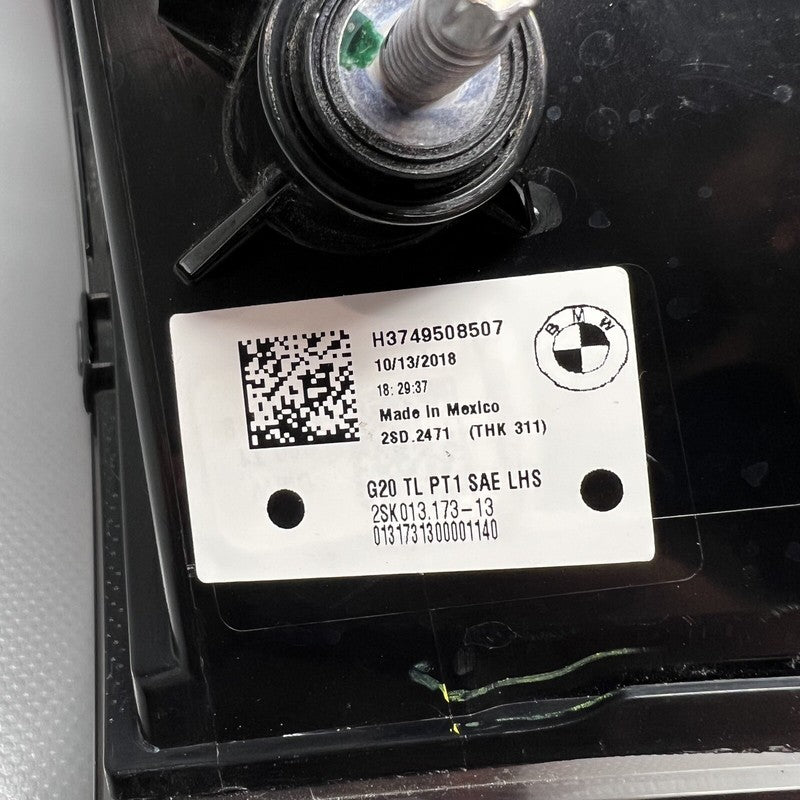 H3749508507
10/13/2018
18:29:37
Made in Mexico
2SD.2471 (THK 311)
BMW
G20 TL PT1 SAE LHS
2SK013.173-13
0131731300001140